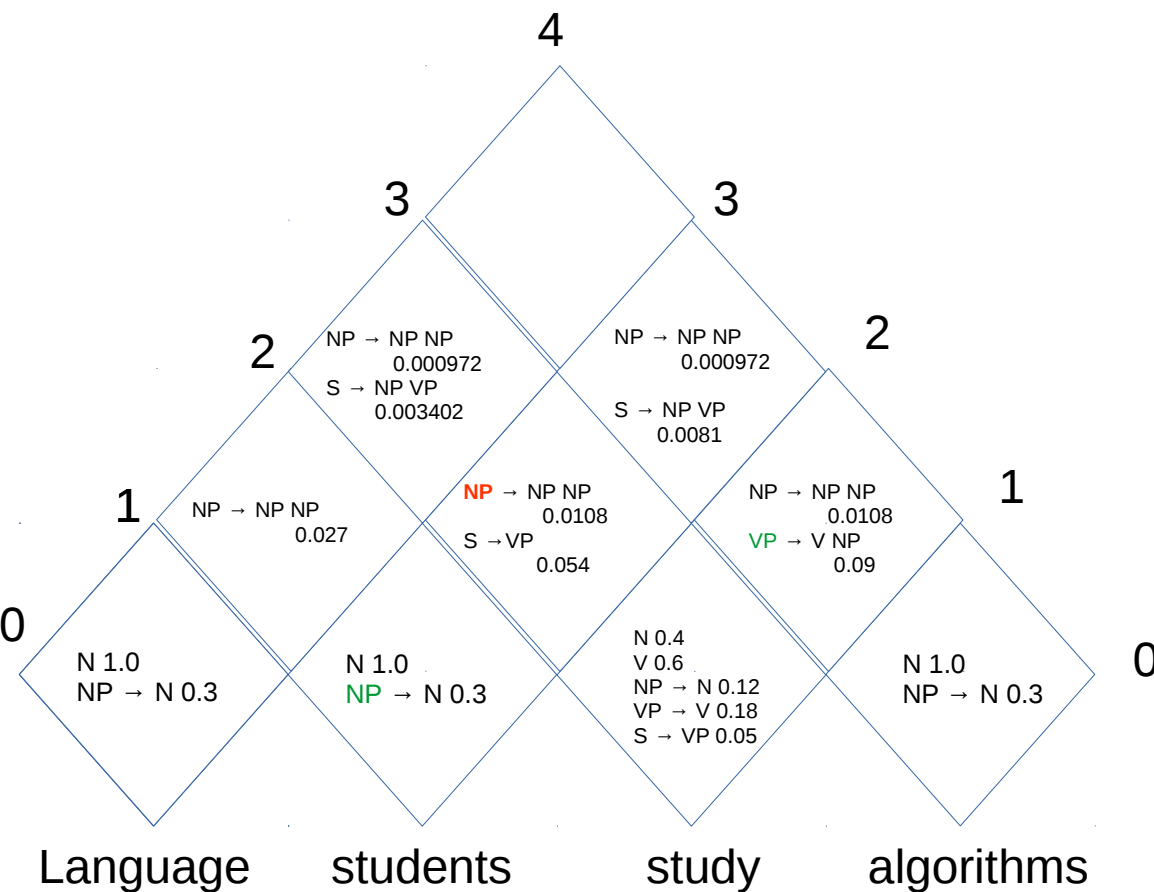 4
3
3
2
NP → NP NP
0.000972
S → NP VP
0.003402
NP → NP NP
0.000972
S → NP VP
0.0081
2
1
NP → NP NP
0.027
NP → NP NP
0.0108
S →VP
0.054
NP → NP NP
0.0108
VP → V NP
0.09
1
0
N 1.0
NP → N 0.3
N 1.0
NP → N 0.3
N 0.4
V 0.6
NP → N 0.12
VP → V 0.18
S → VP 0.05
N 1.0
NP → N 0.3
0
Language students study algorithms